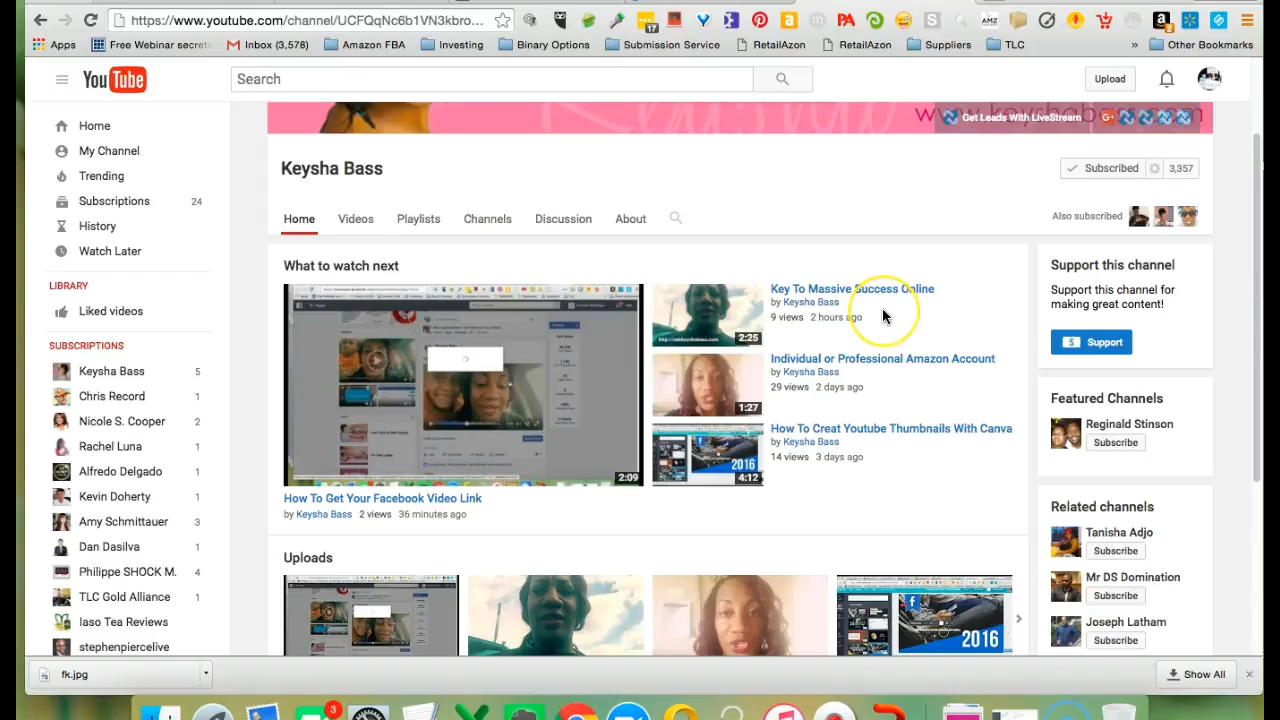 https://www.youtube.com/channel/UCFQqNc6b1VN3kbro...
17
PA
S
AMZ
a
2
Apps
Free Webinar secret
Inbox (3,578)
Amazon FBA
Investing
Binary Options
Submission Service
RetailAzon
RetailAzon
Suppliers
TLC
»
Other Bookmarks
YouTube
Search
Upload
www.keyshabass.com
Get Leads With LiveStream
G+
Home
My Channel
Trending
Subscriptions 24
History
Watch Later
LIBRARY
Liked videos
SUBSCRIPTIONS
Keysha Bass 5
Chris Record 1
Nicole S. Cooper 2
Rachel Luna 1
Alfredo Delgado 1
Kevin Doherty 1
Amy Schmittauer 3
Dan Dasilva 1
Philippe SHOCK M. 4
TLC Gold Alliance 1
Iaso Tea Reviews
stephenpiercelive
Keysha Bass
Subscribed 3,357
Home Videos Playlists Channels Discussion About
Also subscribed
What to watch next
2:09
How To Get Your Facebook Video Link
by Keysha Bass 2 views 36 minutes ago
2:25
Key To Massive Success Online
by Keysha Bass
9 views 2 hours ago
1:27
Individual or Professional Amazon Account
by Keysha Bass
29 views 2 days ago
2016
4:12
How To Creat Youtube Thumbnails With Canva
by Keysha Bass
14 views 3 days ago
Support this channel
Support this channel for
making great content!
$ Support
Featured Channels
Reginald Stinson
Subscribe
Related channels
Tanisha Adjo
Subscribe
Mr DS Domination
Subscribe
Joseph Latham
Subscribe
Uploads
2016
fk.jpg
Show All
3